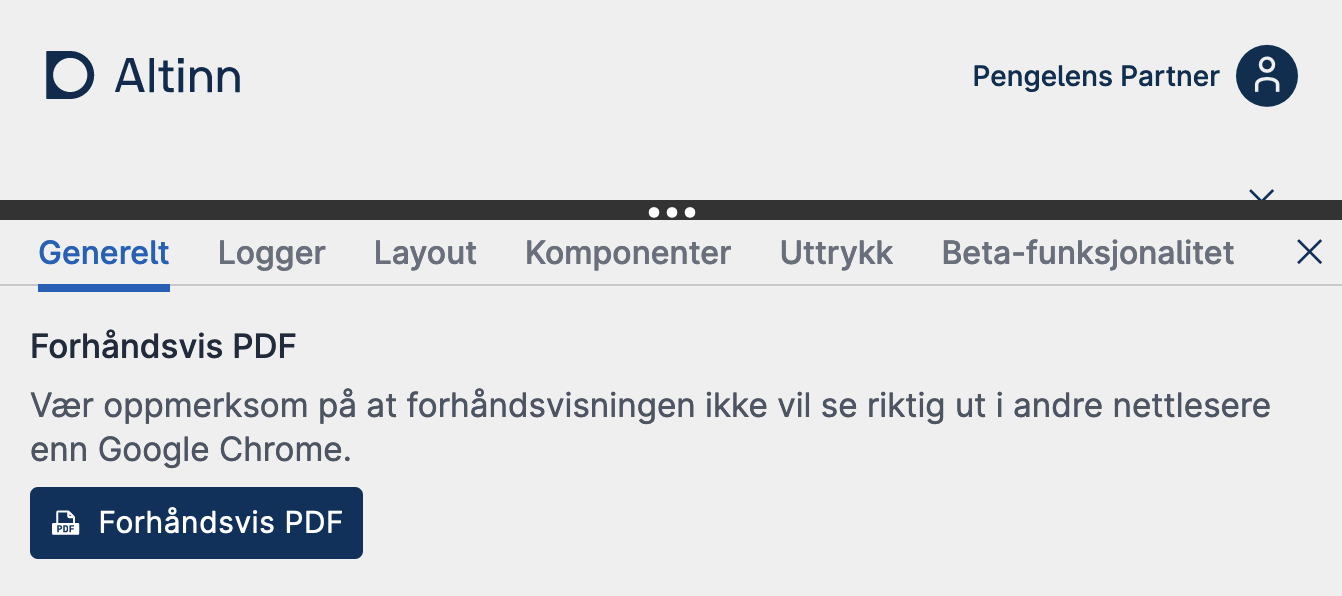 Altinn
Pengelens Partner
Generelt Logger Layout Komponenter Uttrykk Beta-funksjonalitet
Forhåndsvis PDF
Vær oppmerksom på at forhåndsvisningen ikke vil se riktig ut i andre nettlesere
enn Google Chrome.
PDF Forhåndsvis PDF